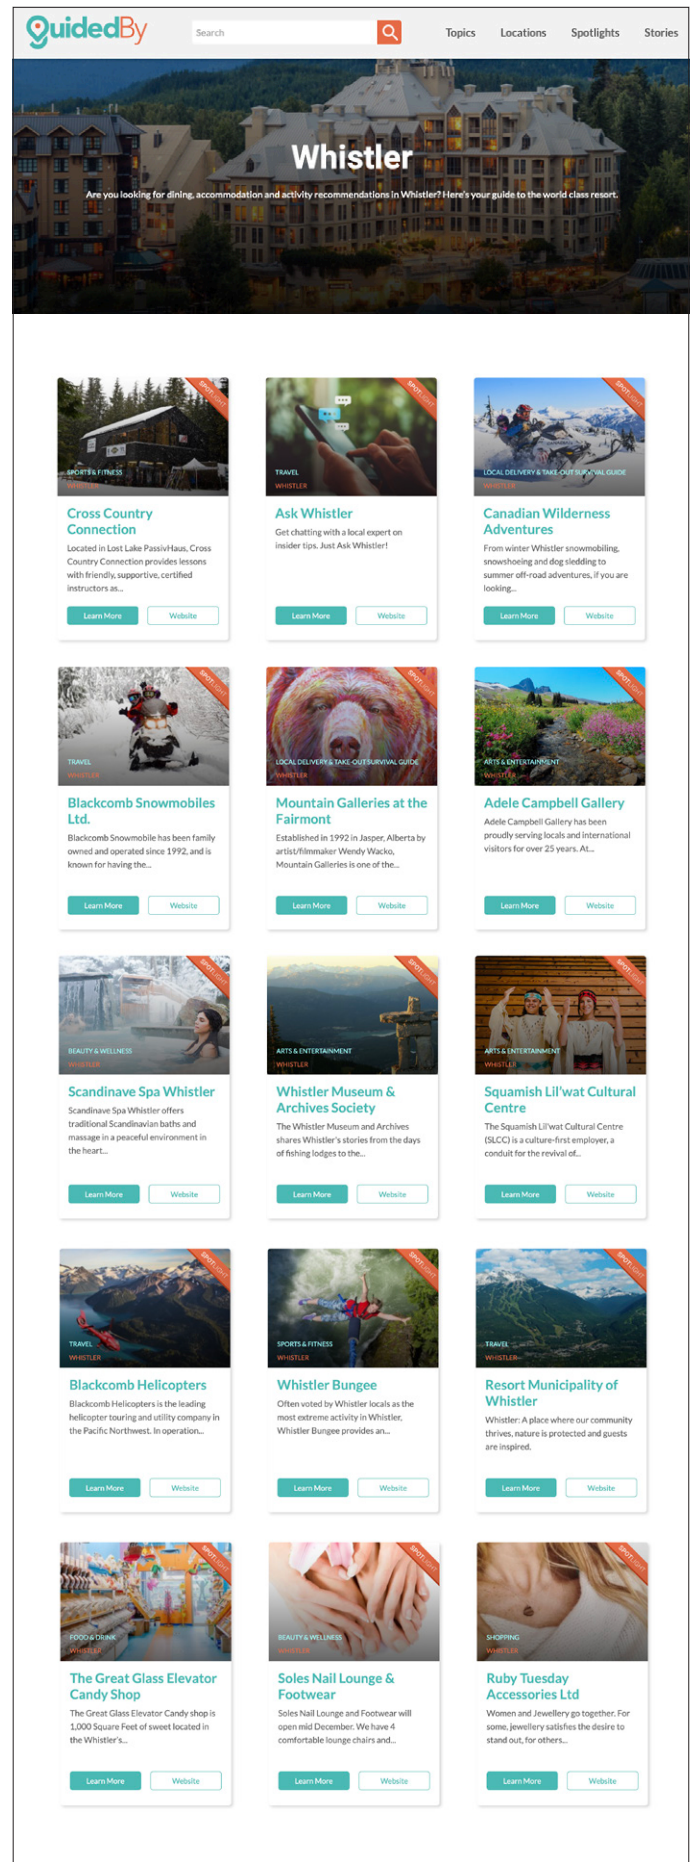 GuidedBy
Search
Topics
Locations
Spotlights
Stories
Whistler
Are you looking for dining, accommodation and activity recommendations in Whistler? Here's your guide to the world class resort.
SPOTLIGHT
SPORTS & FITNESS
WHISTLER
Cross Country
Connection
Located in Lost Lake PassivHaus, Cross
Country Connection provides lessons
with friendly, supportive, certified
instructors as...
Learn More
Website
SPOTLIGHT
TRAVEL
WHISTLER
Ask Whistler
Get chatting with a local expert on
insider tips. Just Ask Whistler!
Learn More
Website
SPOTLIGHT
LOCAL DELIVERY & TAKE-OUT SURVIVAL GUIDE
WHISTLER
Canadian Wilderness
Adventures
From winter Whistler snowmobiling,
snowshoeing and dog sledding to
summer off-road adventures, if you are
looking...
Learn More
Website
SPOTLIGHT
TRAVEL
WHISTLER
Blackcomb Snowmobiles
Ltd.
Blackcomb Snowmobile has been family
owned and operated since 1992, and is
known for having the...
Learn More
Website
SPOTLIGHT
LOCAL DELIVERY & TAKE-OUT SURVIVAL GUIDE
WHISTLER
Mountain Galleries at the
Fairmont
Established in 1992 in Jasper, Alberta by
artist/filmmaker Wendy Wacko,
Mountain Galleries is one of the...
Learn More
Website
SPOTLIGHT
ARTS & ENTERTAINMENT
WHISTLER
Adele Campbell Gallery
Adele Campbell Gallery has been
proudly serving locals and international
visitors for over 25 years. At...
Learn More
Website
SPOTLIGHT
BEAUTY & WELLNESS
WHISTLER
Scandinave Spa Whistler
Scandinave Spa Whistler offers
traditional Scandinavian baths and
massage in a peaceful environment in
the heart...
Learn More
Website
SPOTLIGHT
ARTS & ENTERTAINMENT
WHISTLER
Whistler Museum &
Archives Society
The Whistler Museum and Archives
shares Whistler's stories from the days
of fishing lodges to the...
Learn More
Website
SPOTLIGHT
ARTS & ENTERTAINMENT
WHISTLER
Squamish Lil'wat Cultural
Centre
The Squamish Lil'wat Cultural Centre
(SLCC) is a culture-first employer, a
conduit for the revival of...
Learn More
Website
SPOTLIGHT
TRAVEL
WHISTLER
Blackcomb Helicopters
Blackcomb Helicopters is the leading
helicopter touring and utility company in
the Pacific Northwest. In operation...
Learn More
Website
SPOTLIGHT
SPORTS & FITNESS
WHISTLER
Whistler Bungee
Often voted by Whistler locals as the
most extreme activity in Whistler,
Whistler Bungee provides an...
Learn More
Website
SPOTLIGHT
TRAVEL
WHISTLER
Resort Municipality of
Whistler
Whistler: A place where our community
thrives, nature is protected and guests
are inspired.
Learn More
Website
SPOTLIGHT
FOOD & DRINK
WHISTLER
The Great Glass Elevator
Candy Shop
The Great Glass Elevator Candy shop is
1,000 Square Feet of sweet located in
the Whistler's...
Learn More
Website
SPOTLIGHT
BEAUTY & WELLNESS
WHISTLER
Soles Nail Lounge &
Footwear
Soles Nail Lounge and Footwear will
open mid December. We have 4
comfortable lounge chairs and...
Learn More
Website
SPOTLIGHT
SHOPPING
WHISTLER
Ruby Tuesday
Accessories Ltd
Women and Jewellery go together. For
some, jewellery satisfies the desire to
stand out, for others...
Learn More
Website